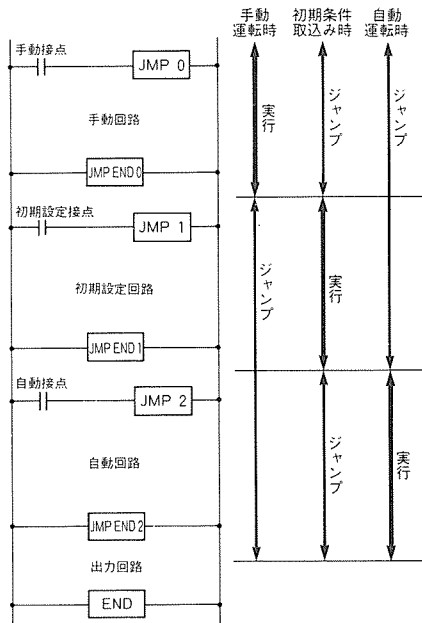 手動接点
JMP 0
手動回路
JMP END 0
初期設定接点
JMP 1
初期設定回路
JMP END 1
自動接点
JMP 2
自動回路
JMP END 2
出力回路
END
手動
運転時
初期条件
取込み時
自動
運転時
実行
ジャンプ
ジャンプ
ジャンプ
実行
ジャンプ
実行